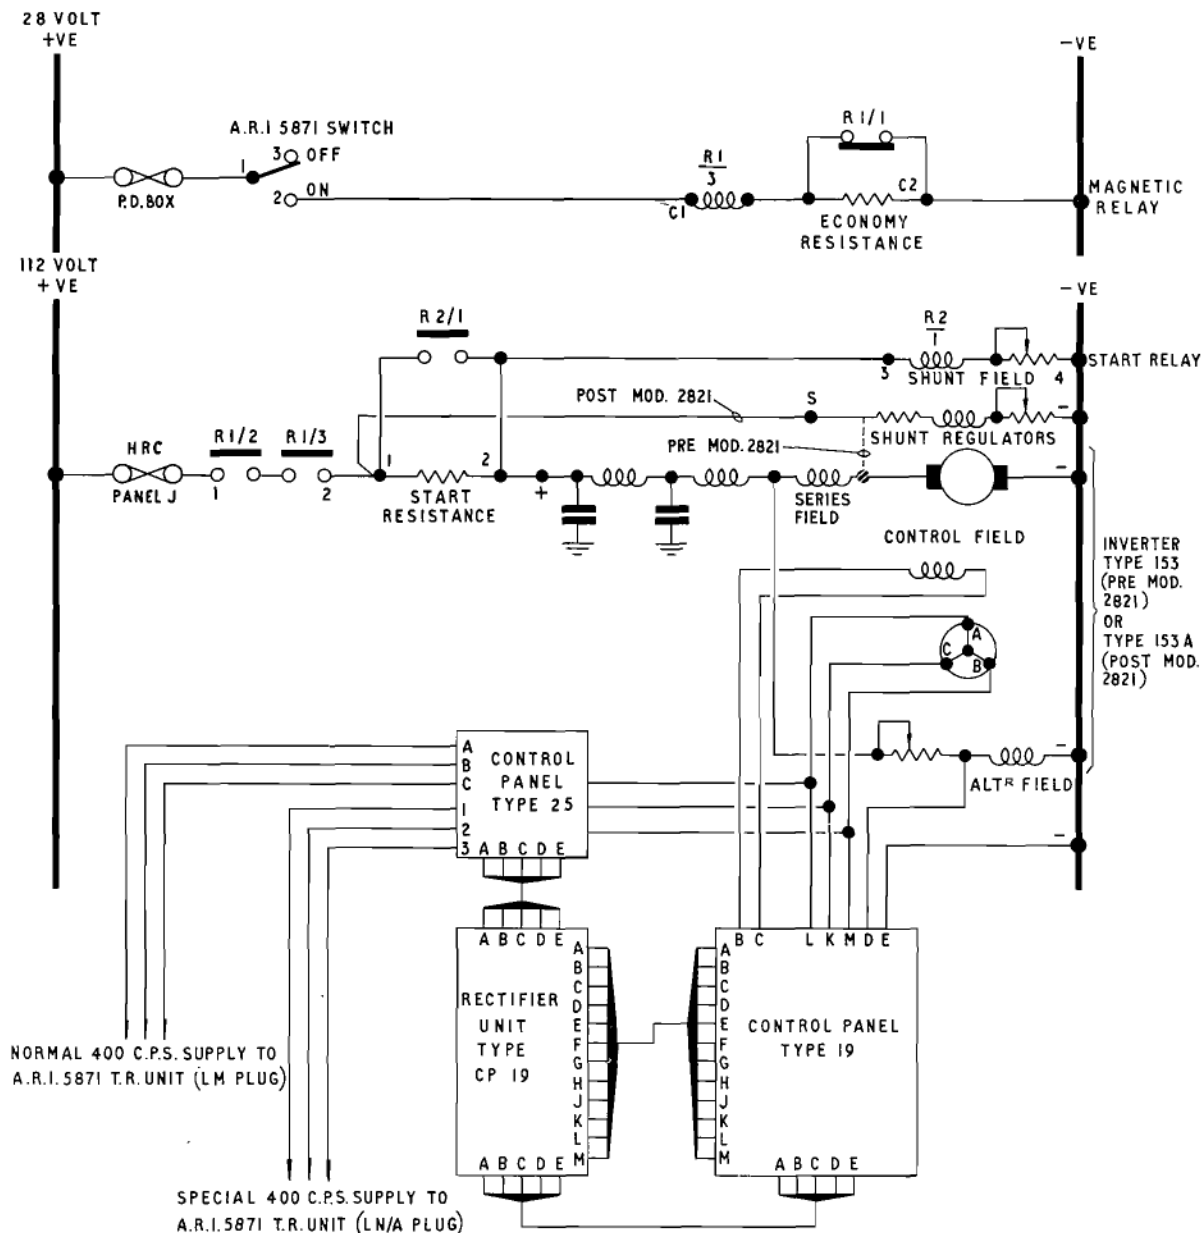 28 VOLT
+VE
-VE
A.R.I 5871 SWITCH
3 OFF
1
2 ON
P.D.BOX
R1
3
C1
R 1/1
C2
ECONOMY
RESISTANCE
MAGNETIC
RELAY
112 VOLT
+VE
-VE
R 2/1
R2
1
3
SHUNT FIELD
4
START RELAY
POST MOD. 2821
S
-
PRE MOD. 2821
SHUNT REGULATORS
HRC
PANEL J
R1/2
R1/3
1
2
1
2
START
RESISTANCE
+
SERIES
FIELD
-
CONTROL FIELD
INVERTER
TYPE 153
(PRE MOD.
2821)
OR
TYPE 153A
(POST MOD.
2821)
A
C
B
-
ALTR FIELD
-
A
B
C
1
2
3
CONTROL
PANEL
TYPE 25
A B C D E
A B C D E
A
B
C
D
E
F
G
H
J
K
L
M
RECTIFIER
UNIT
TYPE
CP 19
A B C D E
B C L K M D E
A
B
C
D
E
F
G
H
J
K
L
M
CONTROL PANEL
TYPE 19
A B C D E
NORMAL 400 C.P.S. SUPPLY TO
A.R.I.5871 T.R.UNIT (LM PLUG)
SPECIAL 400 C.P.S. SUPPLY TO
A.R.I.5871 T.R.UNIT (LN/A PLUG)